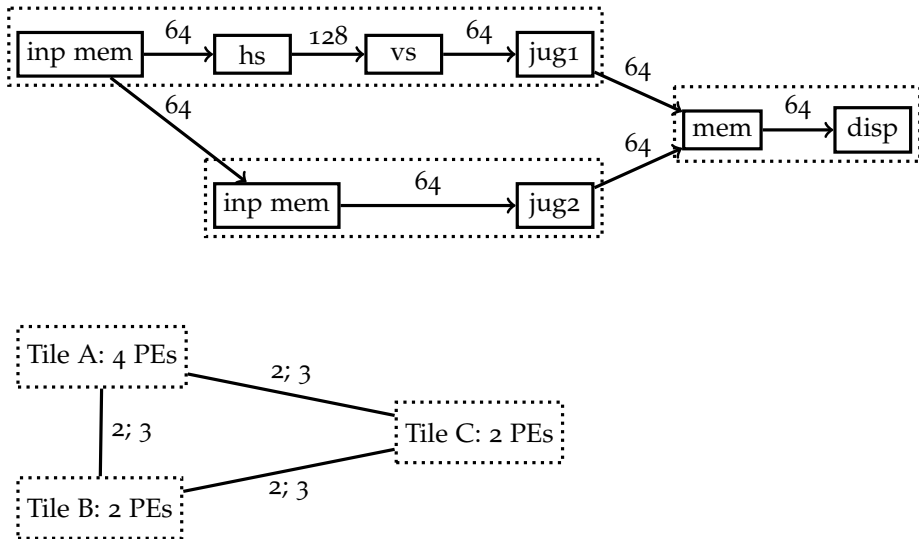 64
128
64
inp mem
hs
vs
jug1
64
64
64
mem
disp
64
64
inp mem
jug2
Tile A: 4 PEs
2; 3
2; 3
Tile C: 2 PEs
2; 3
Tile B: 2 PEs